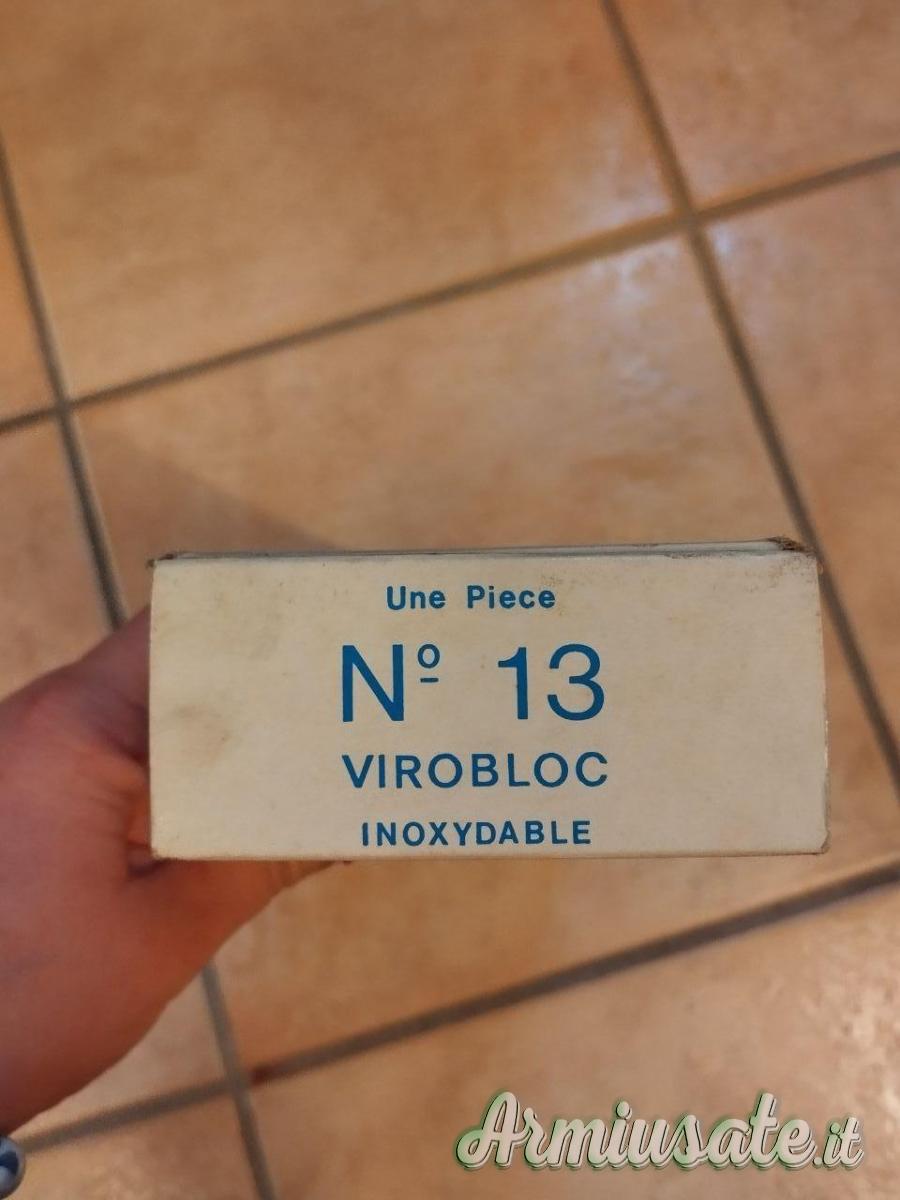 Une Piece
Nº 13
VIROBLOC
INOXYDABLE
Armiusate.it